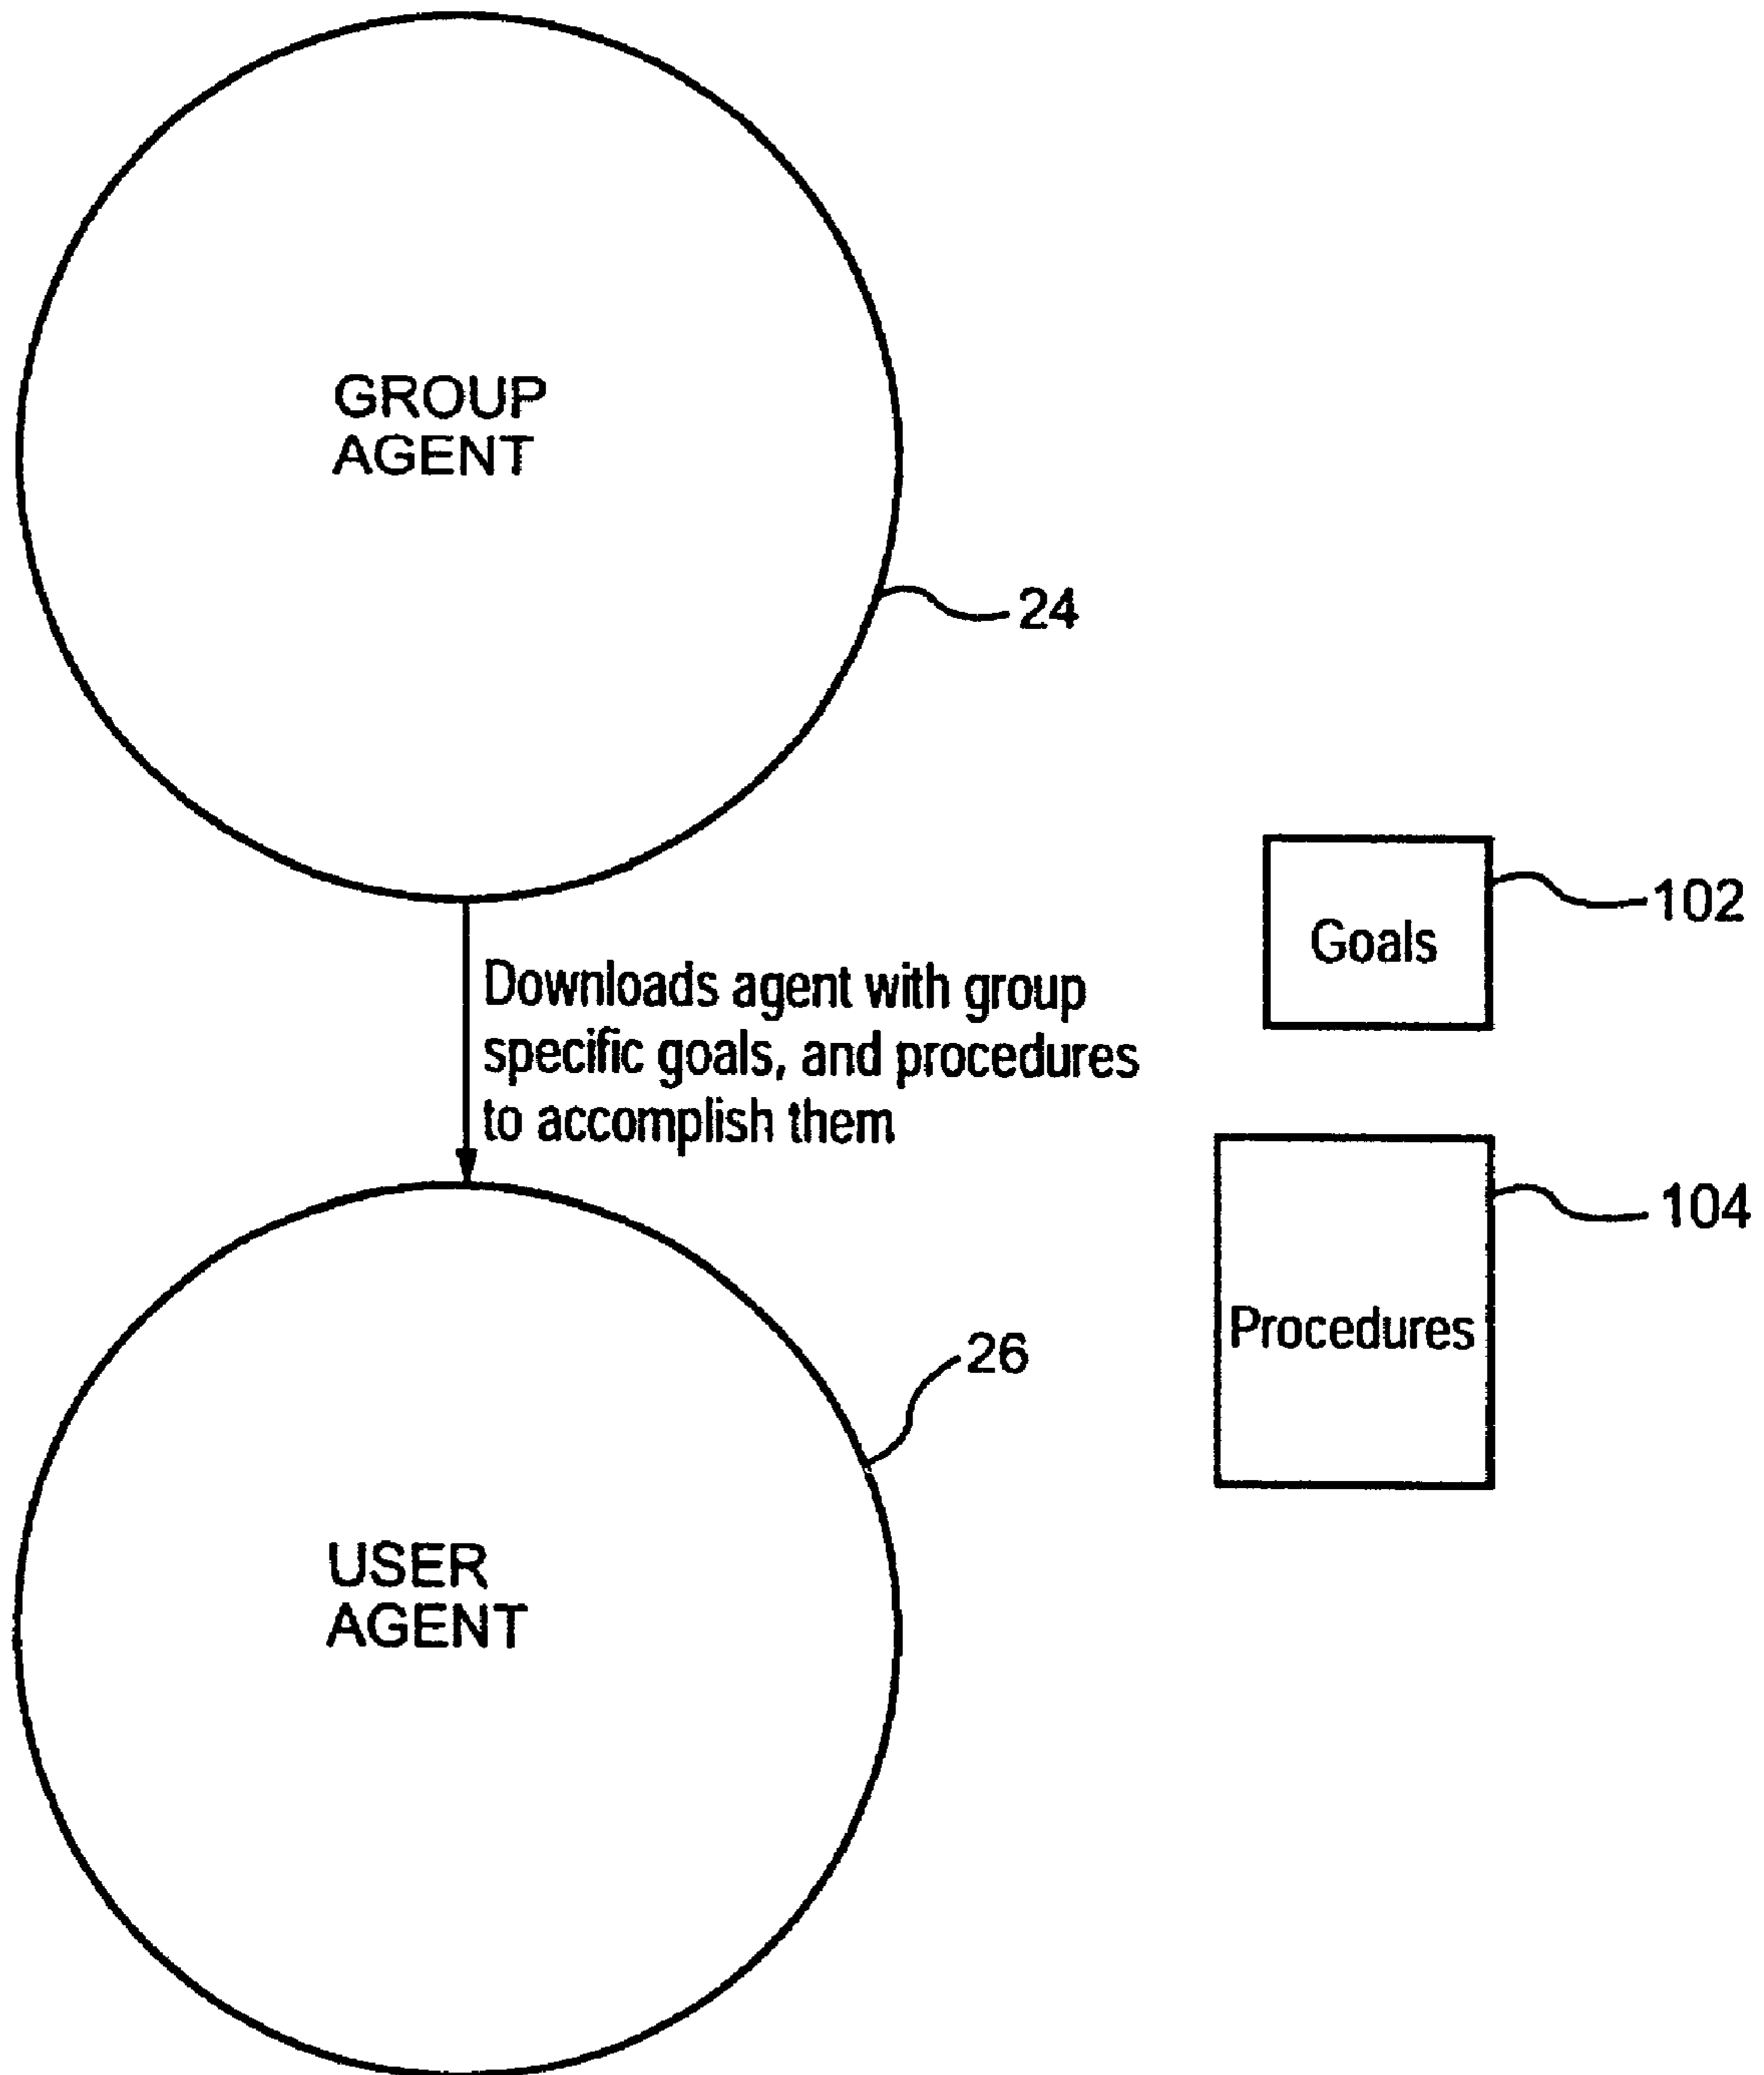 GROUP
AGENT
24
102
Goals
Downloads agent with group
specific goals, and procedures
to accomplish them
104
Procedures
26
USER
AGENT